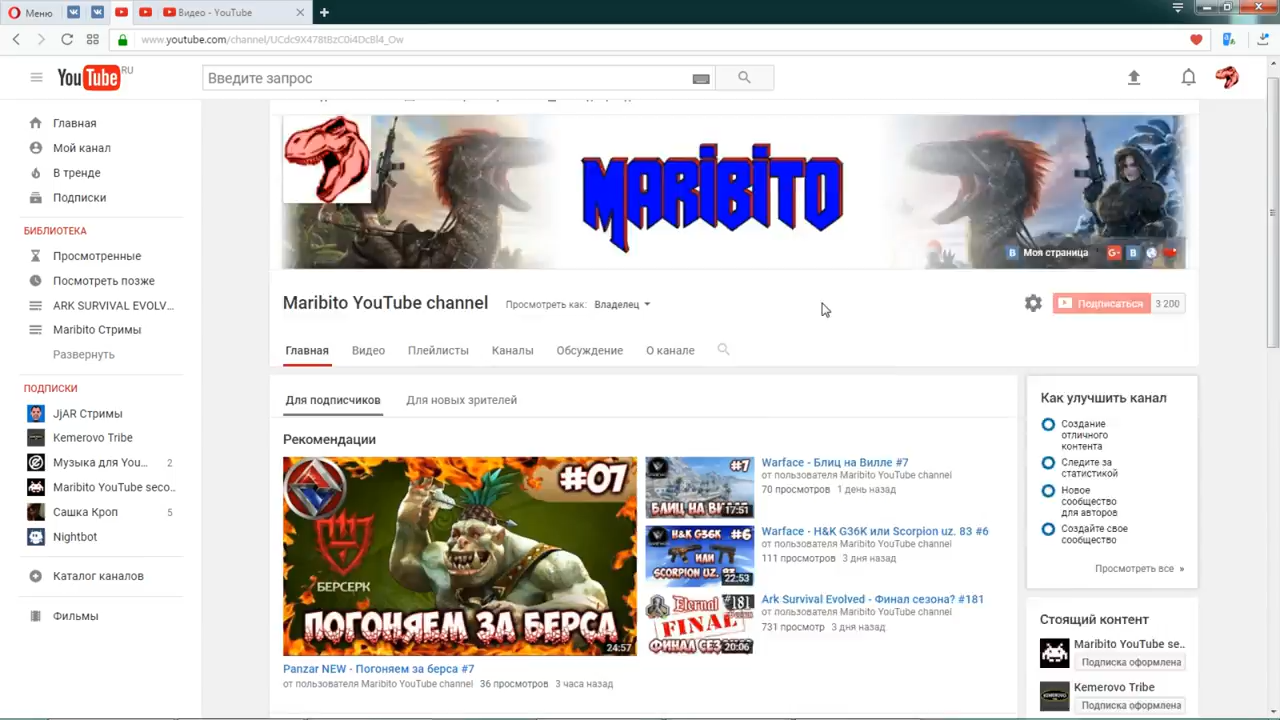 Меню
Видео - YouTube
www.youtube.com/channel/UCdc9X478tBzC0i4DcBl4_Ow
YouTube RU
Введите запрос
Главная
Мой канал
В тренде
Подписки
БИБЛИОТЕКА
Просмотренные
Посмотреть позже
ARK SURVIVAL EVOLV...
Maribito Стримы
Развернуть
ПОДПИСКИ
JjAR Стримы
Kemerovo Tribe
Музыка для You... 2
Maribito YouTube seco...
Сашка Кроп 5
Nightbot
Каталог каналов
Фильмы
MARIBITO
Моя страница
Maribito YouTube channel
Просмотреть как: Владелец
Подписаться 3 200
Главная Видео Плейлисты Каналы Обсуждение О канале
Для подписчиков Для новых зрителей
Рекомендации
#07
БЕРСЕРК
ПОГОНЯЕМ ЗА БЕРСА
24:57
Panzar NEW - Погоняем за берса #7
от пользователя Maribito YouTube channel 36 просмотров 3 часа назад
#7
БЛИЦ НА ВИЛЛЕ
17:51
Warface - Блиц на Вилле #7
от пользователя Maribito YouTube channel
70 просмотров 1 день назад
H&K G36K #6
ИЛИ
SCORPION UZ. 83
22:53
Warface - H&K G36K или Scorpion uz. 83 #6
от пользователя Maribito YouTube channel
111 просмотров 3 дня назад
Eternal #181
FINAL
ФИНАЛ СЕЗ
20:06
Ark Survival Evolved - Финал сезона? #181
от пользователя Maribito YouTube channel
731 просмотр 3 дня назад
Как улучшить канал
Создание
отличного
контента
Следите за
статистикой
Новое
сообщество
для авторов
Создайте свое
сообщество
Просмотреть все »
Стоящий контент
Maribito YouTube se...
Подписка оформлена
Kemerovo Tribe
Подписка оформлена